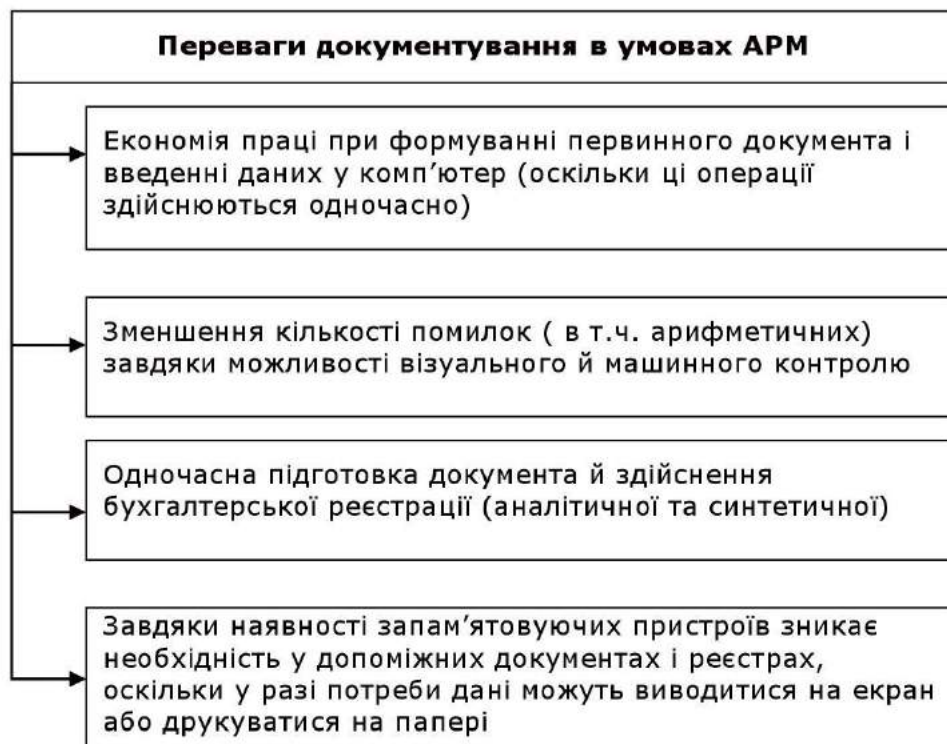 Переваги документування в умовах АРМ
Економія праці при формуванні первинного документа і
введенні даних у комп’ютер (оскільки ці операції
здійснюються одночасно)
Зменшення кількості помилок ( в т.ч. арифметичних)
завдяки можливості візуального й машинного контролю
Одночасна підготовка документа й здійснення
бухгалтерської реєстрації (аналітичної та синтетичної)
Завдяки наявності запам’ятовуючих пристроїв зникає
необхідність у допоміжних документах і реєстрах,
оскільки у разі потреби дані можуть виводитися на екран
або друкуватися на папері